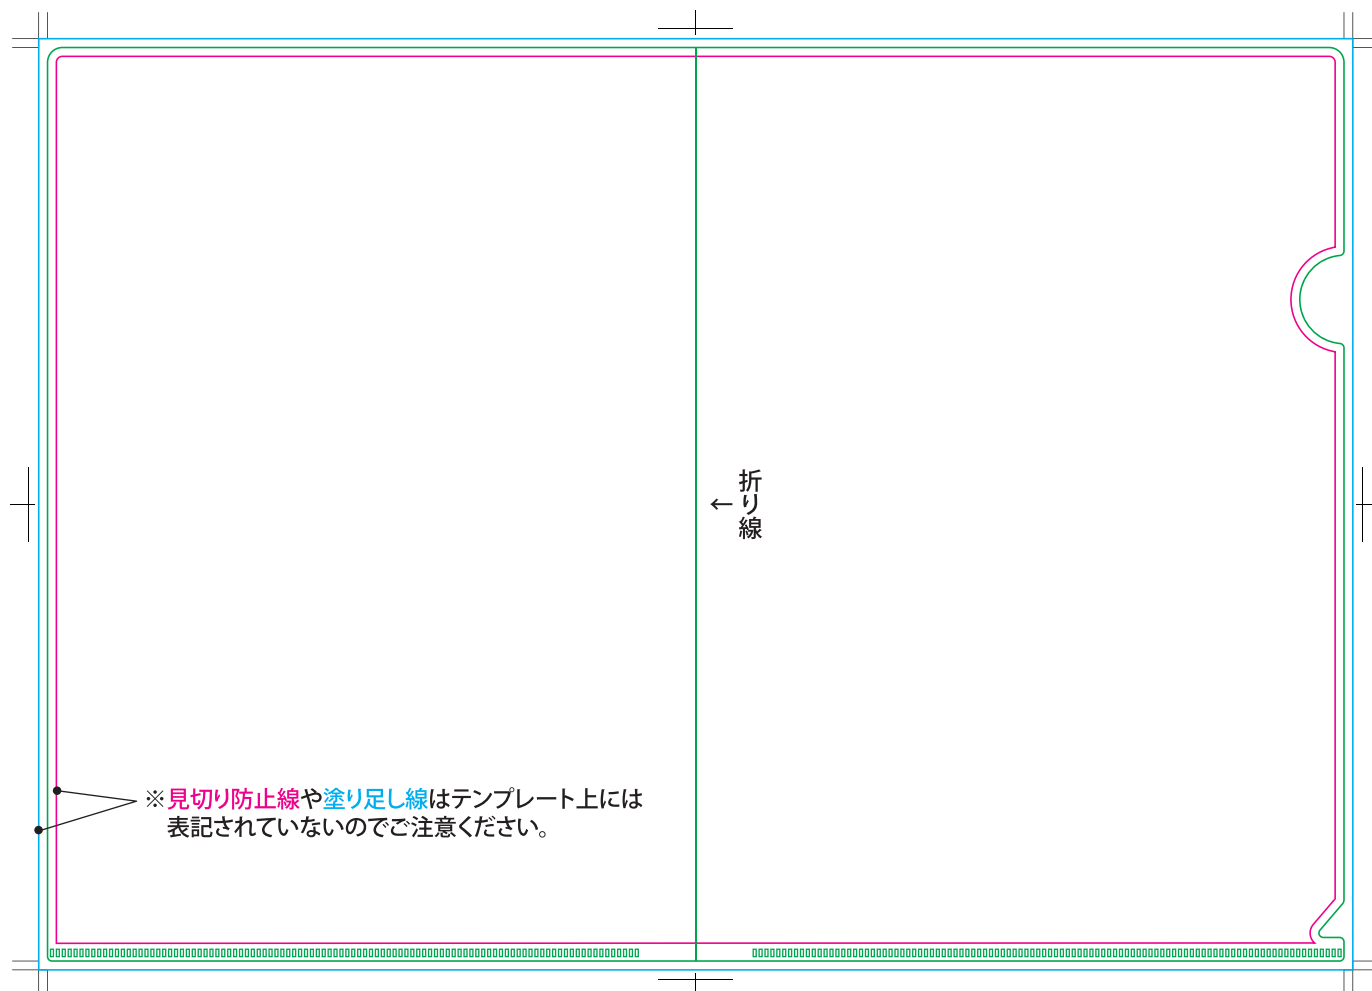 ←折り線
※見切り防止線や塗り足し線はテンプレート上には
表記されていないのでご注意ください。